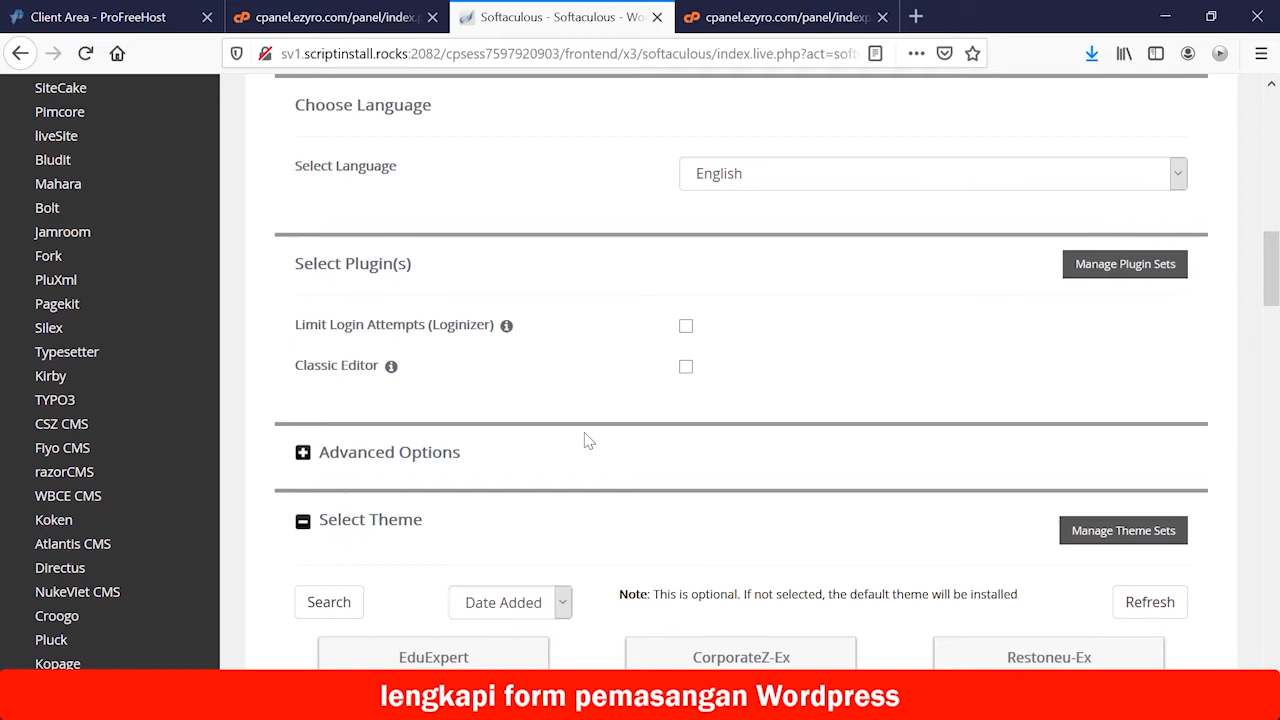 Client Area - ProFreeHost
cpanel.ezyro.com/panel/index.p
Softaculous - Softaculous - Wo
cpanel.ezyro.com/panel/indexp
sv1.scriptinstall.rocks:2082/cpsess7597920903/frontend/x3/softaculous/index.live.php?act=soft
SiteCake
Pimcore
liveSite
Bludit
Mahara
Bolt
Jamroom
Fork
PluXml
Pagekit
Silex
Typesetter
Kirby
TYPO3
CSZ CMS
Fiyo CMS
razorCMS
WBCE CMS
Koken
Atlantis CMS
Directus
NukeViet CMS
Croogo
Pluck
Kopage
Choose Language
Select Language
English
Select Plugin(s)
Manage Plugin Sets
Limit Login Attempts (Loginizer)
Classic Editor
Advanced Options
Select Theme
Manage Theme Sets
Search
Date Added
Note: This is optional. If not selected, the default theme will be installed
Refresh
EduExpert
CorporateZ-Ex
Restoneu-Ex
lengkapi form pemasangan Wordpress